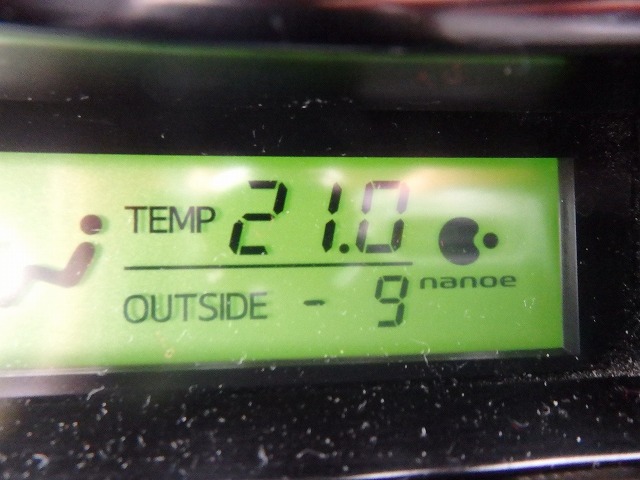 TEMP 21.0
OUTSIDE - 9
nanoe